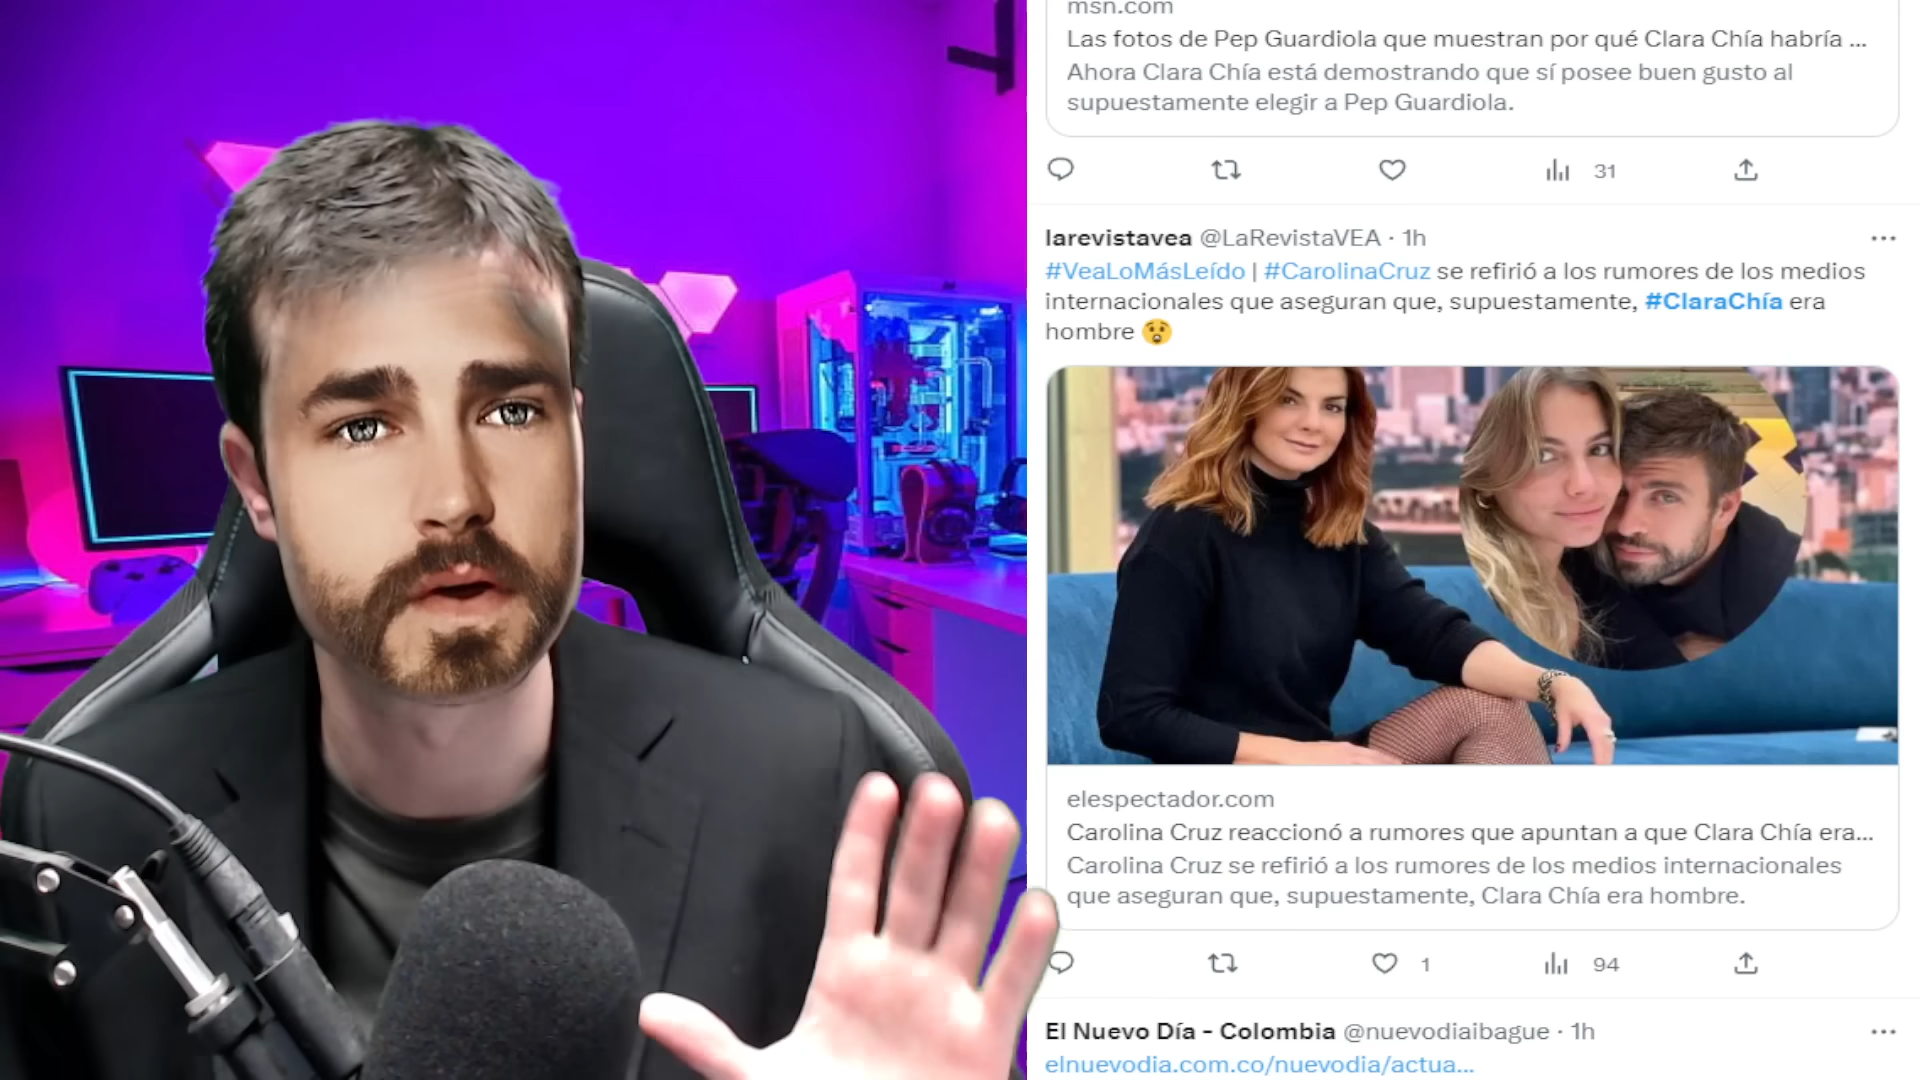 msn.com
Las fotos de Pep Guardiola que muestran por qué Clara Chía habría ...
Ahora Clara Chía está demostrando que sí posee buen gusto al
supuestamente elegir a Pep Guardiola.
31
larevistavea @LaRevistaVEA · 1h
#VeaLoMásLeído | #CarolinaCruz se refirió a los rumores de los medios
internacionales que aseguran que, supuestamente, #ClaraChía era
hombre 😲
elespectador.com
Carolina Cruz reaccionó a rumores que apuntan a que Clara Chía era...
Carolina Cruz se refirió a los rumores de los medios internacionales
que aseguran que, supuestamente, Clara Chía era hombre.
1 94
El Nuevo Día - Colombia @nuevodiaibague · 1h
elnuevodia.com.co/nuevodia/actua...